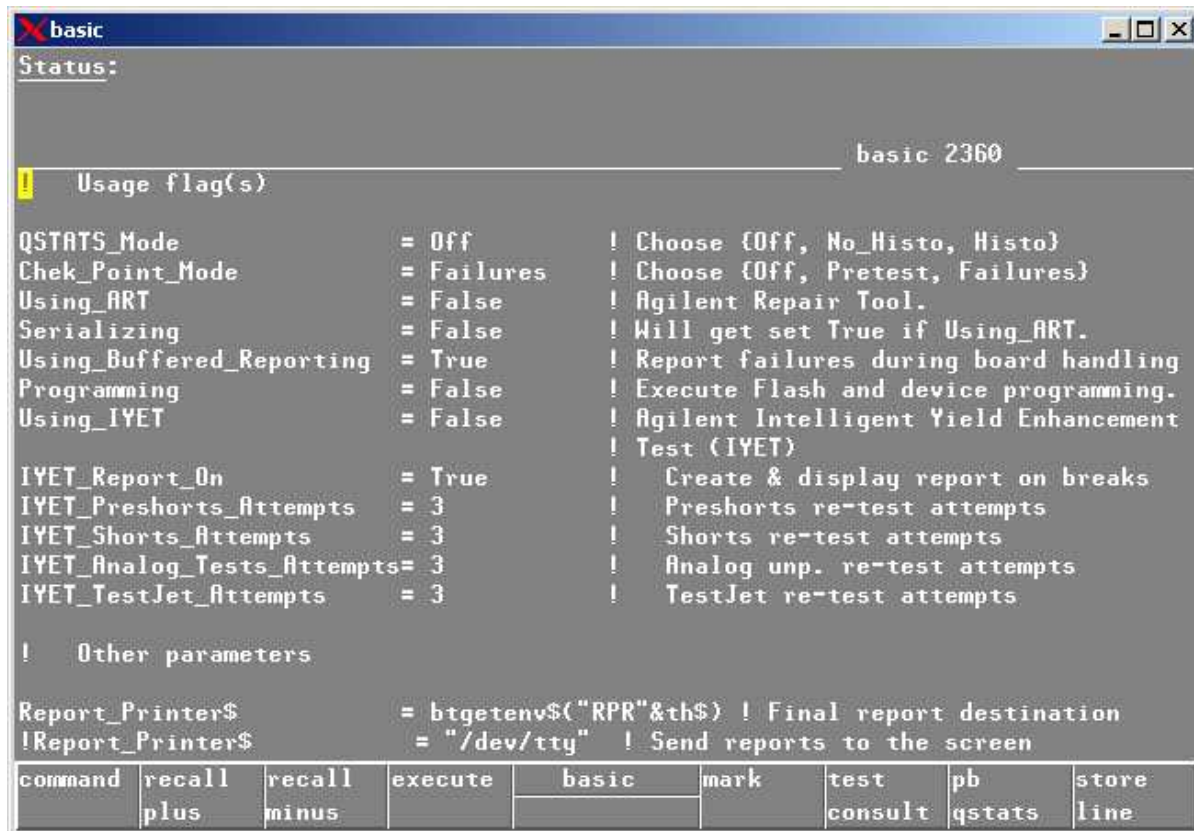 basic
Status:
basic 2360
! Usage flag(s)
QSTATS_Mode = Off ! Choose {Off, No_Histo, Histo}
Chek_Point_Mode = Failures ! Choose {Off, Pretest, Failures}
Using_ART = False ! Agilent Repair Tool.
Serializing = False ! Will get set True if Using_ART.
Using_Buffered_Reporting = True ! Report failures during board handling
Programming = False ! Execute Flash and device programming.
Using_IYET = False ! Agilent Intelligent Yield Enhancement
! Test (IYET)
IYET_Report_On = True ! Create & display report on breaks
IYET_Preshorts_Attempts = 3 ! Preshorts re-test attempts
IYET_Shorts_Attempts = 3 ! Shorts re-test attempts
IYET_Analog_Tests_Attempts= 3 ! Analog unp. re-test attempts
IYET_TestJet_Attempts = 3 ! TestJet re-test attempts
! Other parameters
Report_Printer$ = btgetenv$("RPR"&th$) ! Final report destination
!Report_Printer$ = "/dev/tty" ! Send reports to the screen
command recall recall execute basic mark test pb store
plus minus consult qstats line